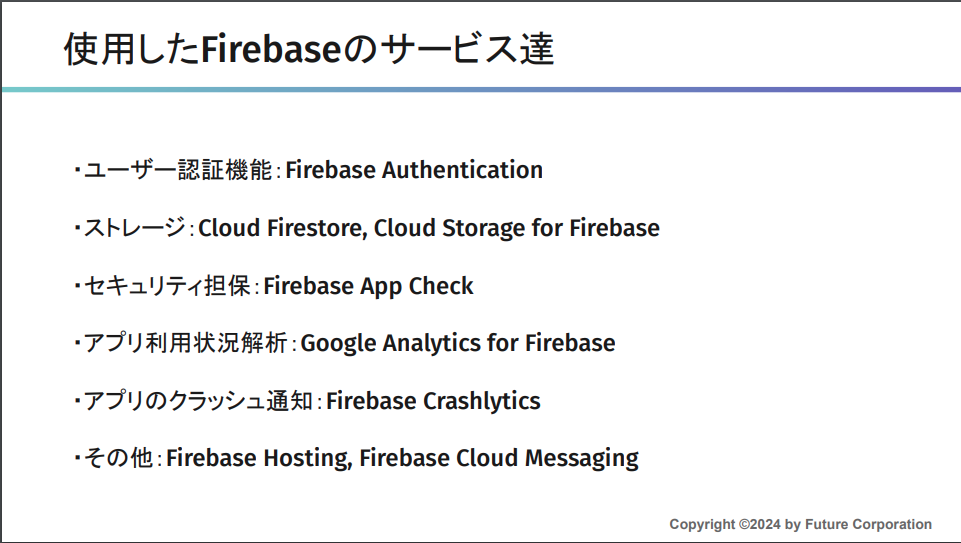 使用したFirebaseのサービス達
・ユーザー認証機能：Firebase Authentication
・ストレージ：Cloud Firestore, Cloud Storage for Firebase
・セキュリティ担保：Firebase App Check
・アプリ利用状況解析：Google Analytics for Firebase
・アプリのクラッシュ通知：Firebase Crashlytics
・その他：Firebase Hosting, Firebase Cloud Messaging
Copyright ©2024 by Future Corporation